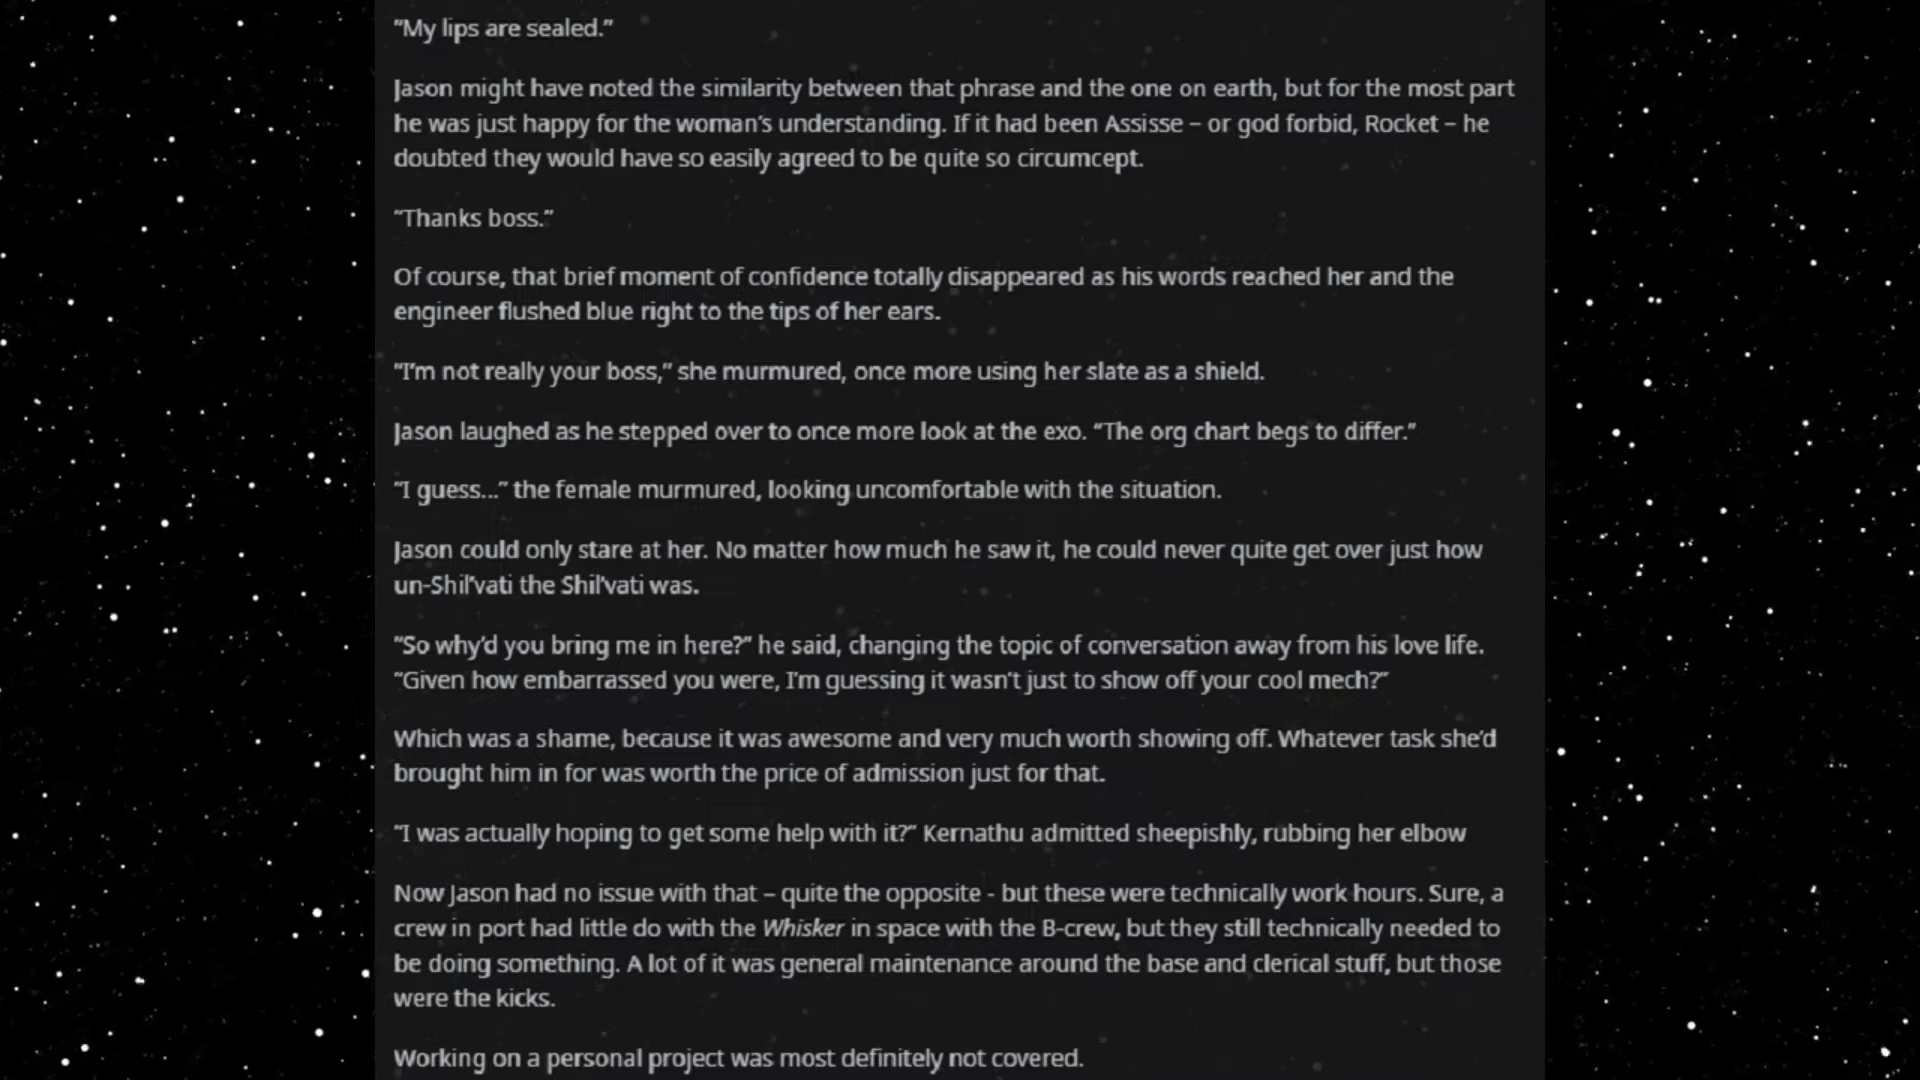 “My lips are sealed.”
Jason might have noted the similarity between that phrase and the one on earth, but for the most part
he was just happy for the woman’s understanding. If it had been Assisse – or god forbid, Rocket – he
doubted they would have so easily agreed to be quite so circumcept.
“Thanks boss.”
Of course, that brief moment of confidence totally disappeared as his words reached her and the
engineer flushed blue right to the tips of her ears.
“I’m not really your boss,” she murmured, once more using her slate as a shield.
Jason laughed as he stepped over to once more look at the exo. “The org chart begs to differ.”
“I guess…” the female murmured, looking uncomfortable with the situation.
Jason could only stare at her. No matter how much he saw it, he could never quite get over just how
un-Shil’vati the Shil’vati was.
“So why’d you bring me in here?” he said, changing the topic of conversation away from his love life.
“Given how embarrassed you were, I’m guessing it wasn’t just to show off your cool mech?”
Which was a shame, because it was awesome and very much worth showing off. Whatever task she’d
brought him in for was worth the price of admission just for that.
“I was actually hoping to get some help with it?” Kernathu admitted sheepishly, rubbing her elbow
Now Jason had no issue with that – quite the opposite - but these were technically work hours. Sure, a
crew in port had little do with the Whisker in space with the B-crew, but they still technically needed to
be doing something. A lot of it was general maintenance around the base and clerical stuff, but those
were the kicks.
Working on a personal project was most definitely not covered.